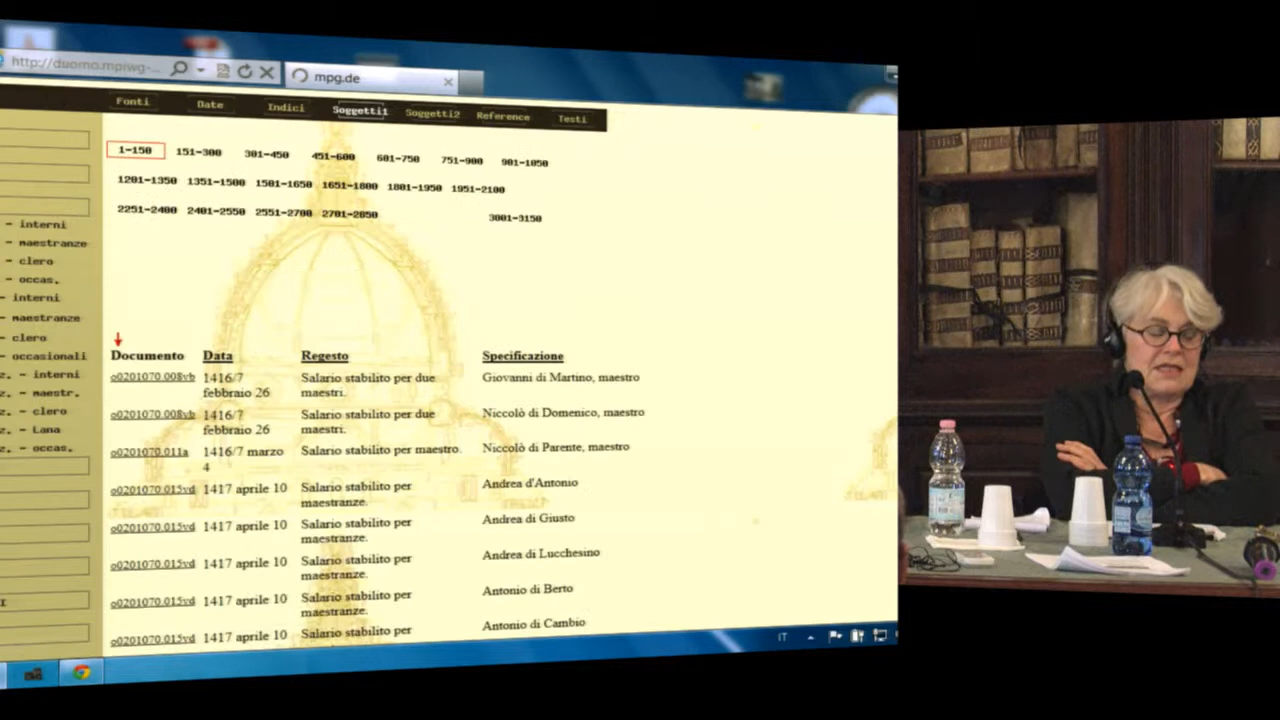 http://duomo.mpiwg-...
mpg.de
Fonti Date Indici Soggetti1 Soggetti2 Reference Testi
1-150 151-300 301-450 451-600 601-750 751-900 901-1050
1201-1350 1351-1500 1501-1650 1651-1800 1801-1950 1951-2100
2251-2400 2401-2550 2551-2700 2701-2850 3001-3150
- interni
- maestranze
- clero
- occas.
- interni
- maestranze
- clero
- occasionali
z. - interni
z. - maestr.
z. - clero
z. - Lana
z. - occas.
I
Documento Data Regesto Specificazione
o0201070.008vb 1416/7 febbraio 26 Salario stabilito per due maestri. Giovanni di Martino, maestro
o0201070.008vb 1416/7 febbraio 26 Salario stabilito per due maestri. Niccolò di Domenico, maestro
o0201070.011a 1416/7 marzo 4 Salario stabilito per maestro. Niccolò di Parente, maestro
o0201070.015vd 1417 aprile 10 Salario stabilito per maestranze. Andrea d'Antonio
o0201070.015vd 1417 aprile 10 Salario stabilito per maestranze. Andrea di Giusto
o0201070.015vd 1417 aprile 10 Salario stabilito per maestranze. Andrea di Lucchesino
o0201070.015vd 1417 aprile 10 Salario stabilito per maestranze. Antonio di Berto
o0201070.015vd 1417 aprile 10 Salario stabilito per Antonio di Cambio
IT